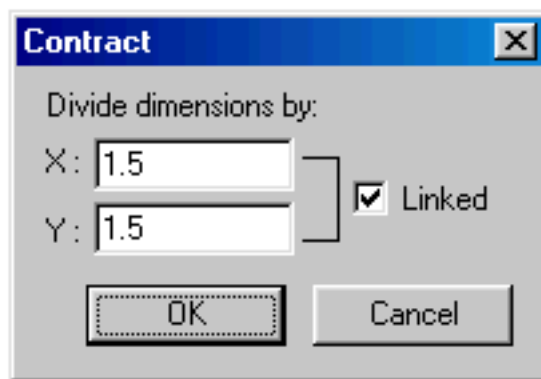 Contract
Divide dimensions by:
X: 1.5
Y: 1.5
Linked
OK
Cancel